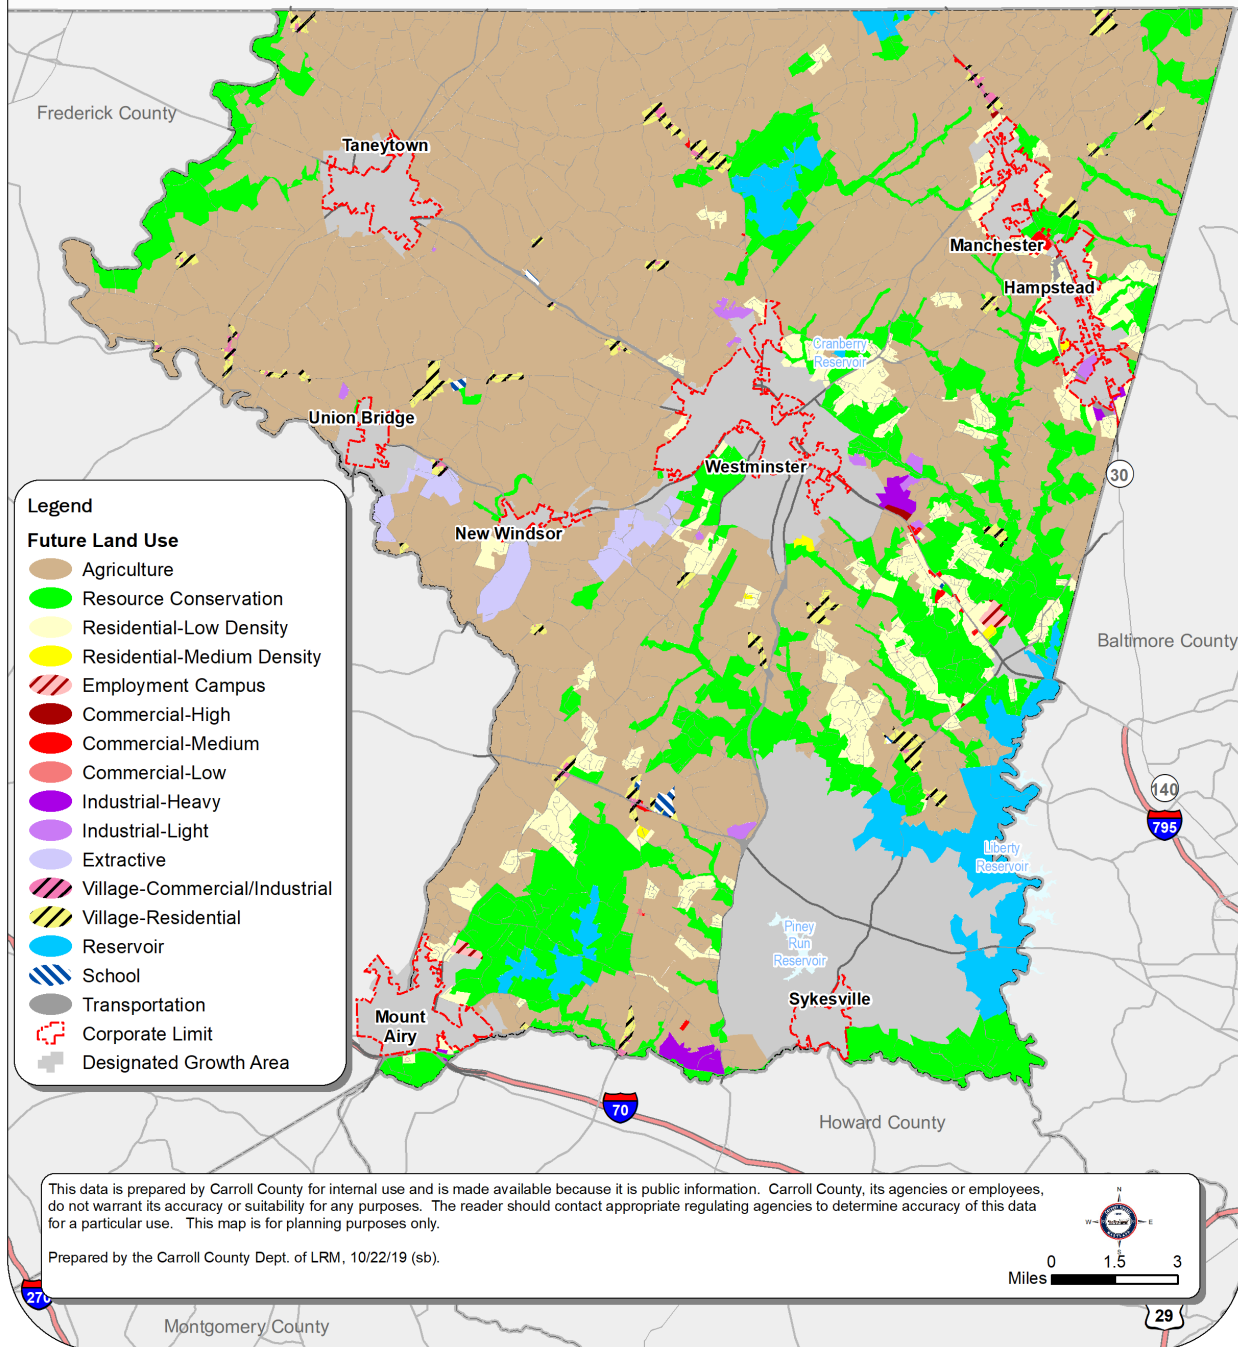 Frederick County
Taneytown
Manchester
Hampstead
Cranberry
Reservoir
Union Bridge
Westminster
30
New Windsor
Baltimore County
Legend
Future Land Use
Agriculture
Resource Conservation
Residential-Low Density
Residential-Medium Density
Employment Campus
Commercial-High
Commercial-Medium
Commercial-Low
Industrial-Heavy
Industrial-Light
Extractive
Village-Commercial/Industrial
Village-Residential
Reservoir
School
Transportation
Corporate Limit
Designated Growth Area
140
795
Liberty
Reservoir
Piney
Run
Reservoir
Sykesville
Mount
Airy
70
Howard County
This data is prepared by Carroll County for internal use and is made available because it is public information.  Carroll County, its agencies or employees,
do not warrant its accuracy or suitability for any purposes.  The reader should contact appropriate regulating agencies to determine accuracy of this data
for a particular use.   This map is for planning purposes only.
Prepared by the Carroll County Dept. of LRM, 10/22/19 (sb).
N
W E
S
0 1.5 3
Miles
270
29
Montgomery County